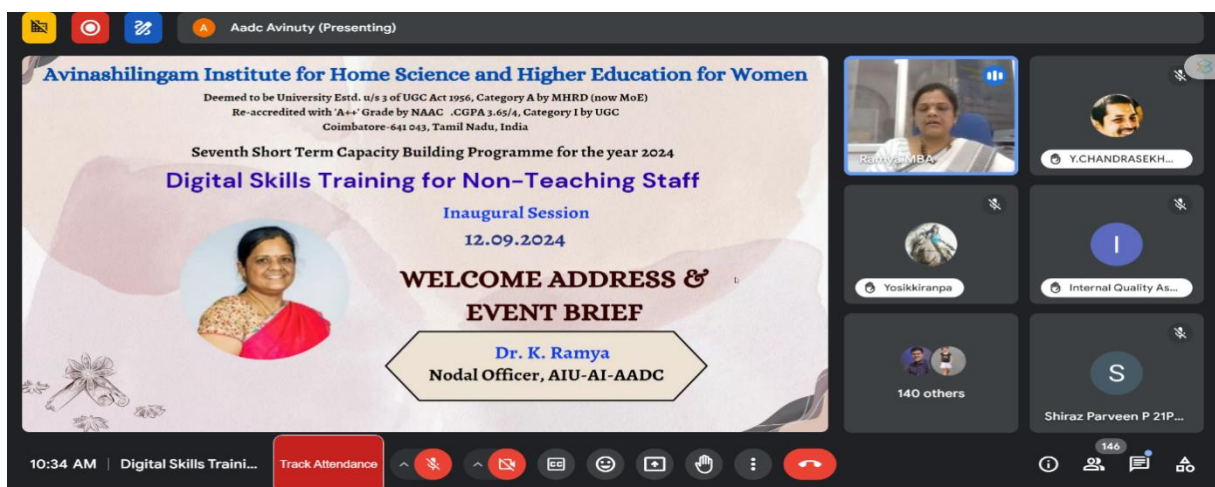 A Aadc Avinuty (Presenting)
Avinashilingam Institute for Home Science and Higher Education for Women
Deemed to be University Estd. u/s 3 of UGC Act 1956, Category A by MHRD (now MoE)
Re-accredited with 'A++' Grade by NAAC .CGPA 3.65/4, Category I by UGC
Coimbatore-641 043, Tamil Nadu, India
Seventh Short Term Capacity Building Programme for the year 2024
Digital Skills Training for Non-Teaching Staff
Inaugural Session
12.09.2024
WELCOME ADDRESS &
EVENT BRIEF
Dr. K. Ramya
Nodal Officer, AIU-AI-AADC
Ramya MBA
Y.CHANDRASEKH...
Yosikkiranpa
I
Internal Quality As...
140 others
S
Shiraz Parveen P 21P...
10:34 AM | Digital Skills Traini...
Track Attendance
CC
146